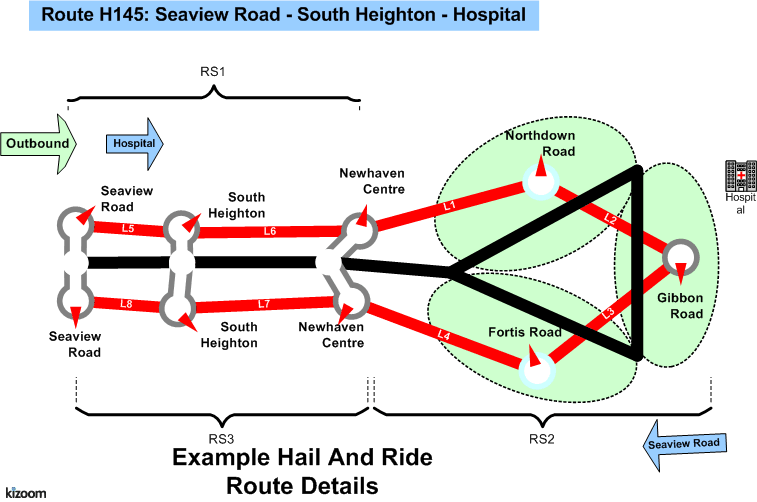 Route H145: Seaview Road - South Heighton - Hospital
RS1
Outbound
Hospital
Northdown
Road
Seaview
Road
South
Heighton
Newhaven
Centre
Hospit
al
L5
L6
L1
L2
L8
L7
L4
L3
Seaview
Road
South
Heighton
Newhaven
Centre
Fortis Road
Gibbon
Road
RS3
RS2
Seaview Road
Example Hail And Ride
Route Details
kizoom